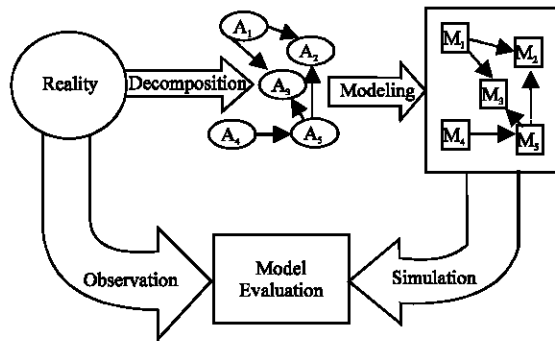 Reality
Decomposition
A1
A2
A3
A4
A5
Modeling
M1
M2
M3
M4
M5
Observation
Model
Evaluation
Simulation